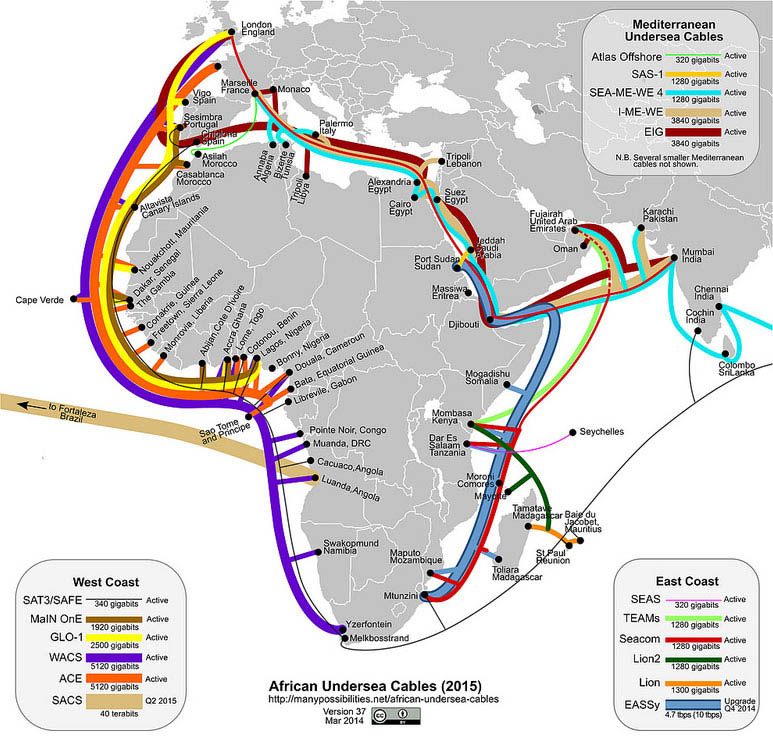 London
England
Marseille
France
Monaco
Vigo
Spain
Sesimbra
Portugal
Chipiona
Spain
Asilah
Morocco
Casablanca
Morocco
Annaba
Algeria
Bizerte
Tunisia
Palermo
Italy
Tripoli
Libya
Tripoli
Lebanon
Alexandria
Egypt
Cairo
Egypt
Suez
Egypt
Jeddah
Saudi
Arabia
Port Sudan
Sudan
Massiwa
Eritrea
Djibouti
Fujairah
United Arab
Emirates
Oman
Karachi
Pakistan
Mumbai
India
Chennai
India
Cochin
India
Colombo
SriLanka
Altavista
Canary Islands
Nouakchott, Mauritania
Dakar, Senegal
The Gambia
Cape Verde
Conakrie, Guinea
Freetown, Sierra Leone
Monrovia, Liberia
Abijan,Cote D'Ivoire
Accra,Ghana
Lome, Togo
Cotonou, Benin
Lagos, Nigeria
Bonny, Nigeria
Douala, Cameroun
Bata, Equatorial Guinea
Libreville, Gabon
Sao Tome
and Principe
to Fortaleza
Brazil
Pointe Noir, Congo
Muanda, DRC
Cacuaco,Angola
Luanda,Angola
Swakopmund
Namibia
Yzerfontein
Melkbosstrand
Mogadishu
Somalia
Mombasa
Kenya
Dar Es
Salaam
Tanzania
Seychelles
Moroni
Comores
Mayotte
Tamatave
Madagascar
Baie du
Jacobet,
Mauritius
St Paul
Reunion
Toliara
Madagascar
Maputo
Mozambique
Mtunzini
Mediterranean
Undersea Cables
Atlas Offshore Active
320 gigabits
SAS-1 Active
1280 gigabits
SEA-ME-WE 4 Active
1280 gigabits
I-ME-WE Active
3840 gigabits
EIG Active
3840 gigabits
N.B. Several smaller Mediterranean
cables not shown.
West Coast
SAT3/SAFE Active
340 gigabits
MaIN OnE Active
1920 gigabits
GLO-1 Active
2500 gigabits
WACS Active
5120 gigabits
ACE Active
5120 gigabits
SACS Q2 2015
40 terabits
East Coast
SEAS Active
320 gigabits
TEAMs Active
1280 gigabits
Seacom Active
1280 gigabits
Lion2 Active
1280 gigabits
Lion Active
1300 gigabits
EASSy Upgrade
Q4 2014
4.7 tbps (10 tbps)
African Undersea Cables (2015)
http://manypossibilities.net/african-undersea-cables
Version 37
Mar 2014
CC BY